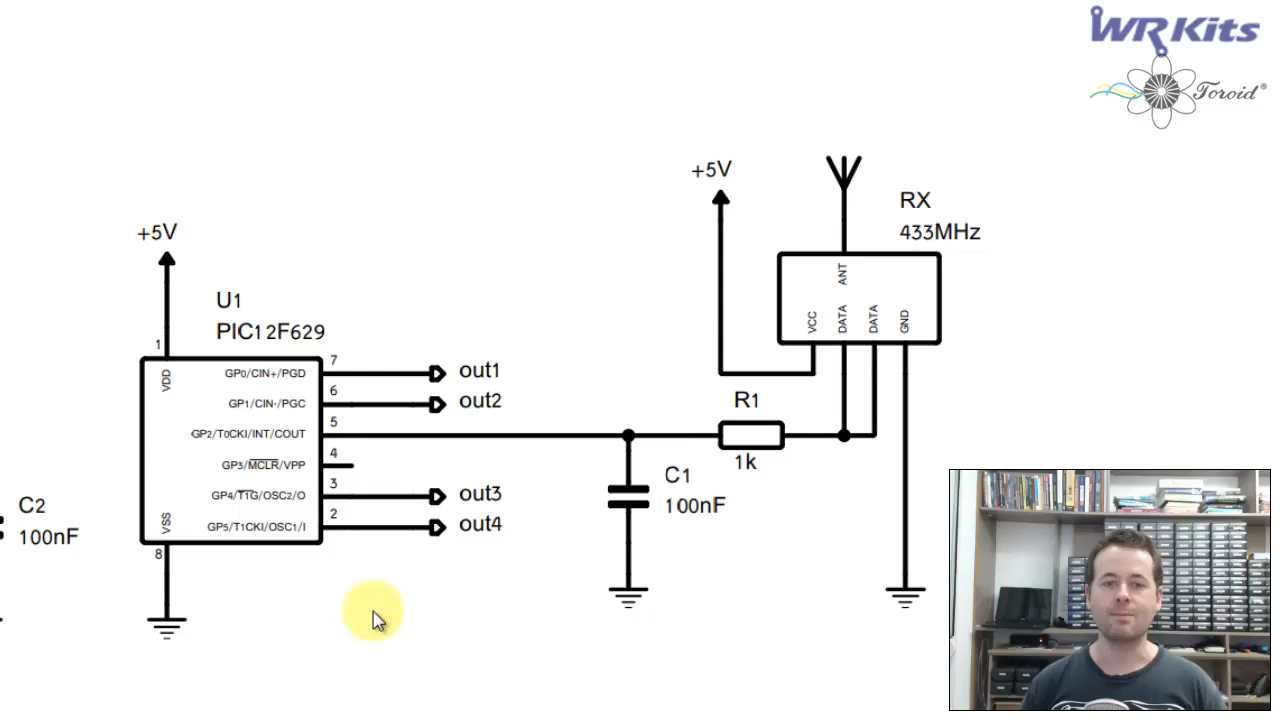 WR Kits
Toroid®
+5V
RX
433MHz
ANT
VCC
DATA
DATA
GND
+5V
U1
PIC12F629
1
VDD
GP0/CIN+/PGD
7
out1
GP1/CIN-/PGC
6
out2
GP2/T0CKI/INT/COUT
5
GP3/MCLR/VPP
4
GP4/T1G/OSC2/O
3
out3
GP5/T1CKI/OSC1/I
2
out4
VSS
8
R1
1k
C1
100nF
C2
100nF